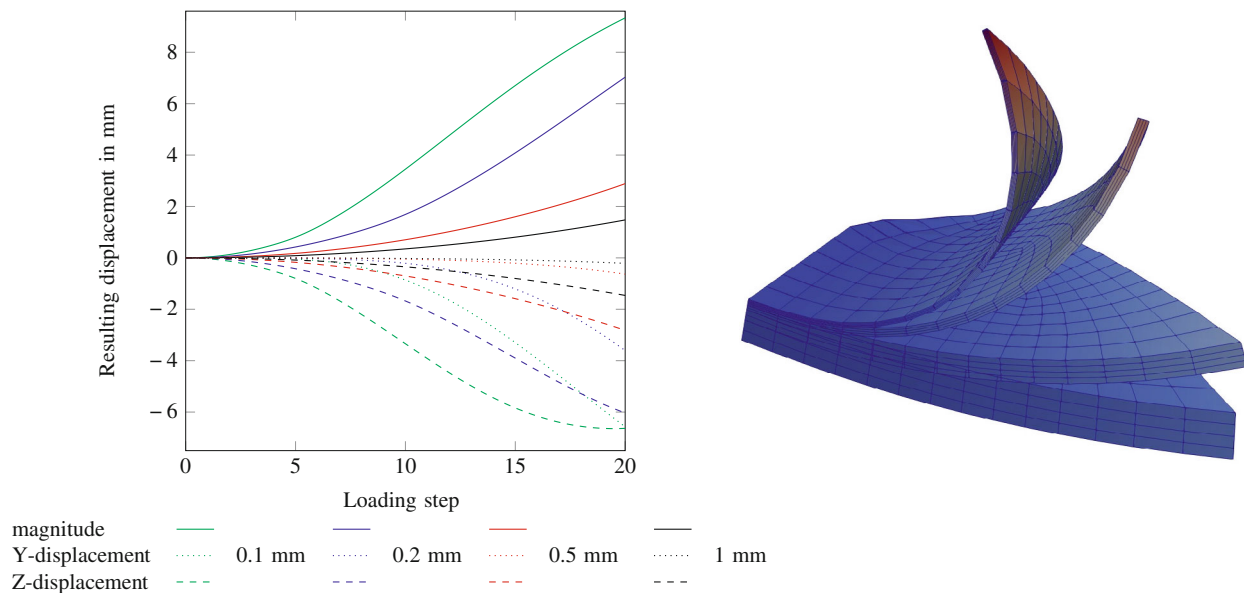 8
6
4
2
0
−2
−4
−6
Resulting displacement in mm
0 5 10 15 20
Loading step
magnitude
Y-displacement 0.1 mm 0.2 mm 0.5 mm 1 mm
Z-displacement